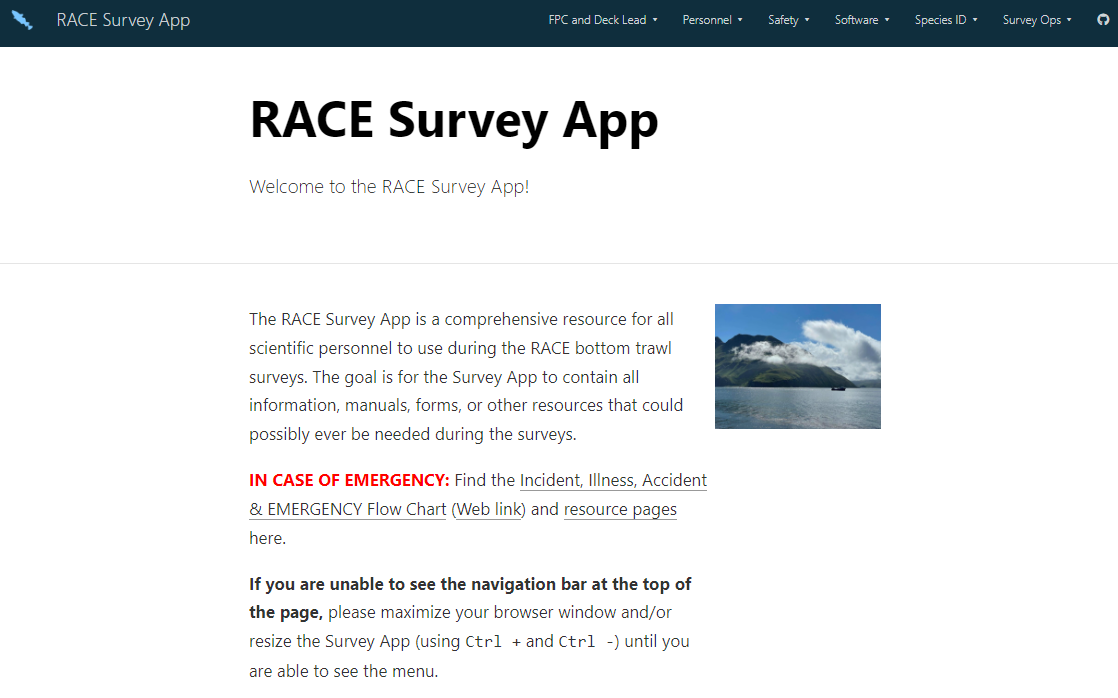 RACE Survey App
FPC and Deck Lead
Personnel
Safety
Software
Species ID
Survey Ops
RACE Survey App
Welcome to the RACE Survey App!
The RACE Survey App is a comprehensive resource for all
scientific personnel to use during the RACE bottom trawl
surveys. The goal is for the Survey App to contain all
information, manuals, forms, or other resources that could
possibly ever be needed during the surveys.
IN CASE OF EMERGENCY: Find the Incident, Illness, Accident
& EMERGENCY Flow Chart (Web link) and resource pages
here.
If you are unable to see the navigation bar at the top of
the page, please maximize your browser window and/or
resize the Survey App (using Ctrl + and Ctrl -) until you
are able to see the menu.